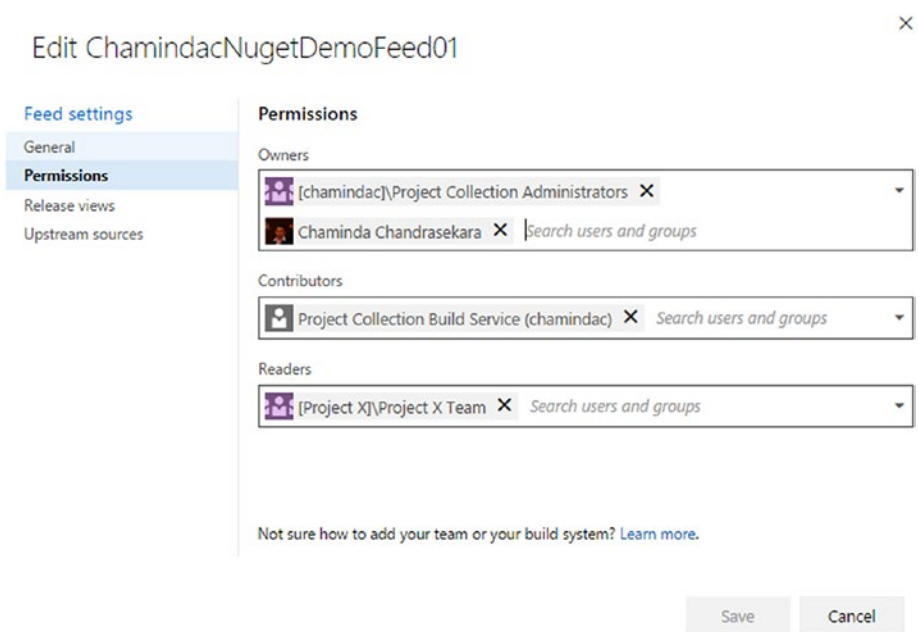 Edit ChamindacNugetDemoFeed01
Feed settings
General
Permissions
Release views
Upstream sources
Permissions
Owners
[chamindac]\Project Collection Administrators
Chaminda Chandrasekara Search users and groups
Contributors
Project Collection Build Service (chamindac) Search users and groups
Readers
[Project X]\Project X Team Search users and groups
Not sure how to add your team or your build system? Learn more.
Save Cancel